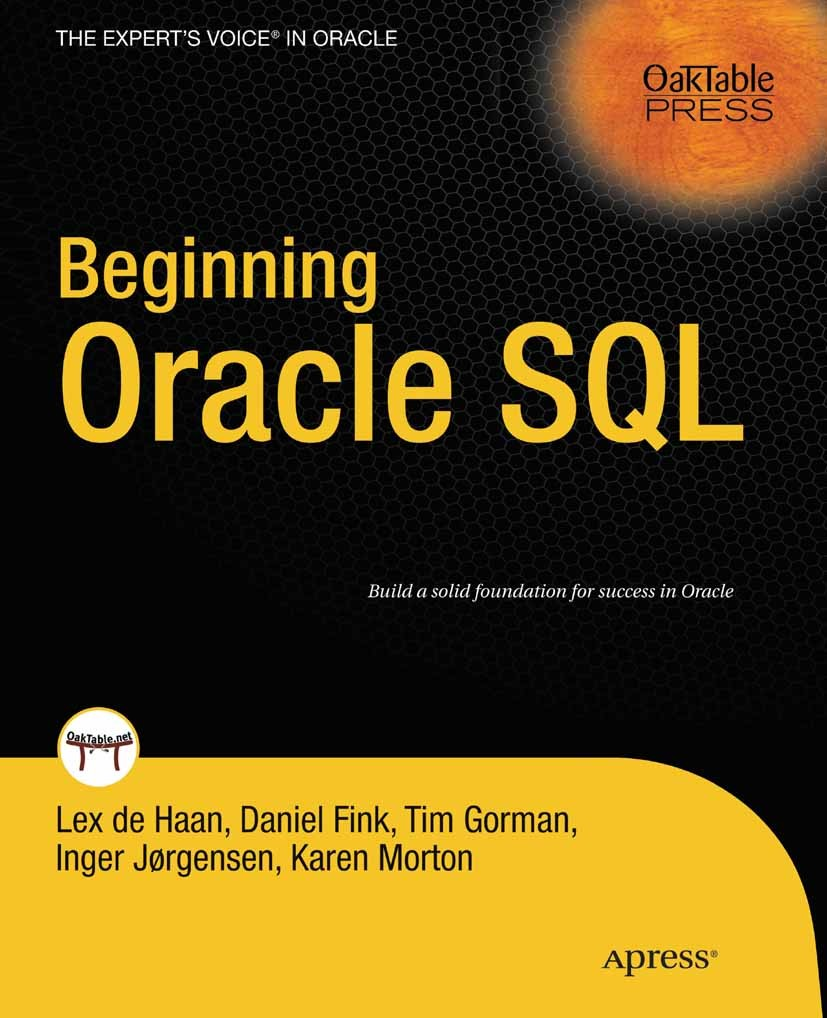 THE EXPERT'S VOICE® IN ORACLE
OakTable
PRESS
Beginning
Oracle SQL
Build a solid foundation for success in Oracle
OakTable.net
Lex de Haan, Daniel Fink, Tim Gorman,
Inger Jørgensen, Karen Morton
Apress®